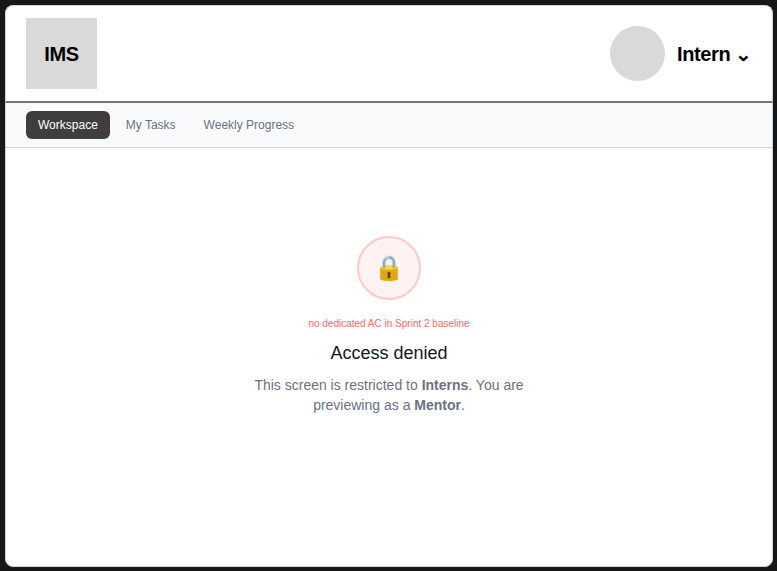 IMS
Intern
Workspace
My Tasks
Weekly Progress
no dedicated AC in Sprint 2 baseline
Access denied
This screen is restricted to Interns. You are
previewing as a Mentor.